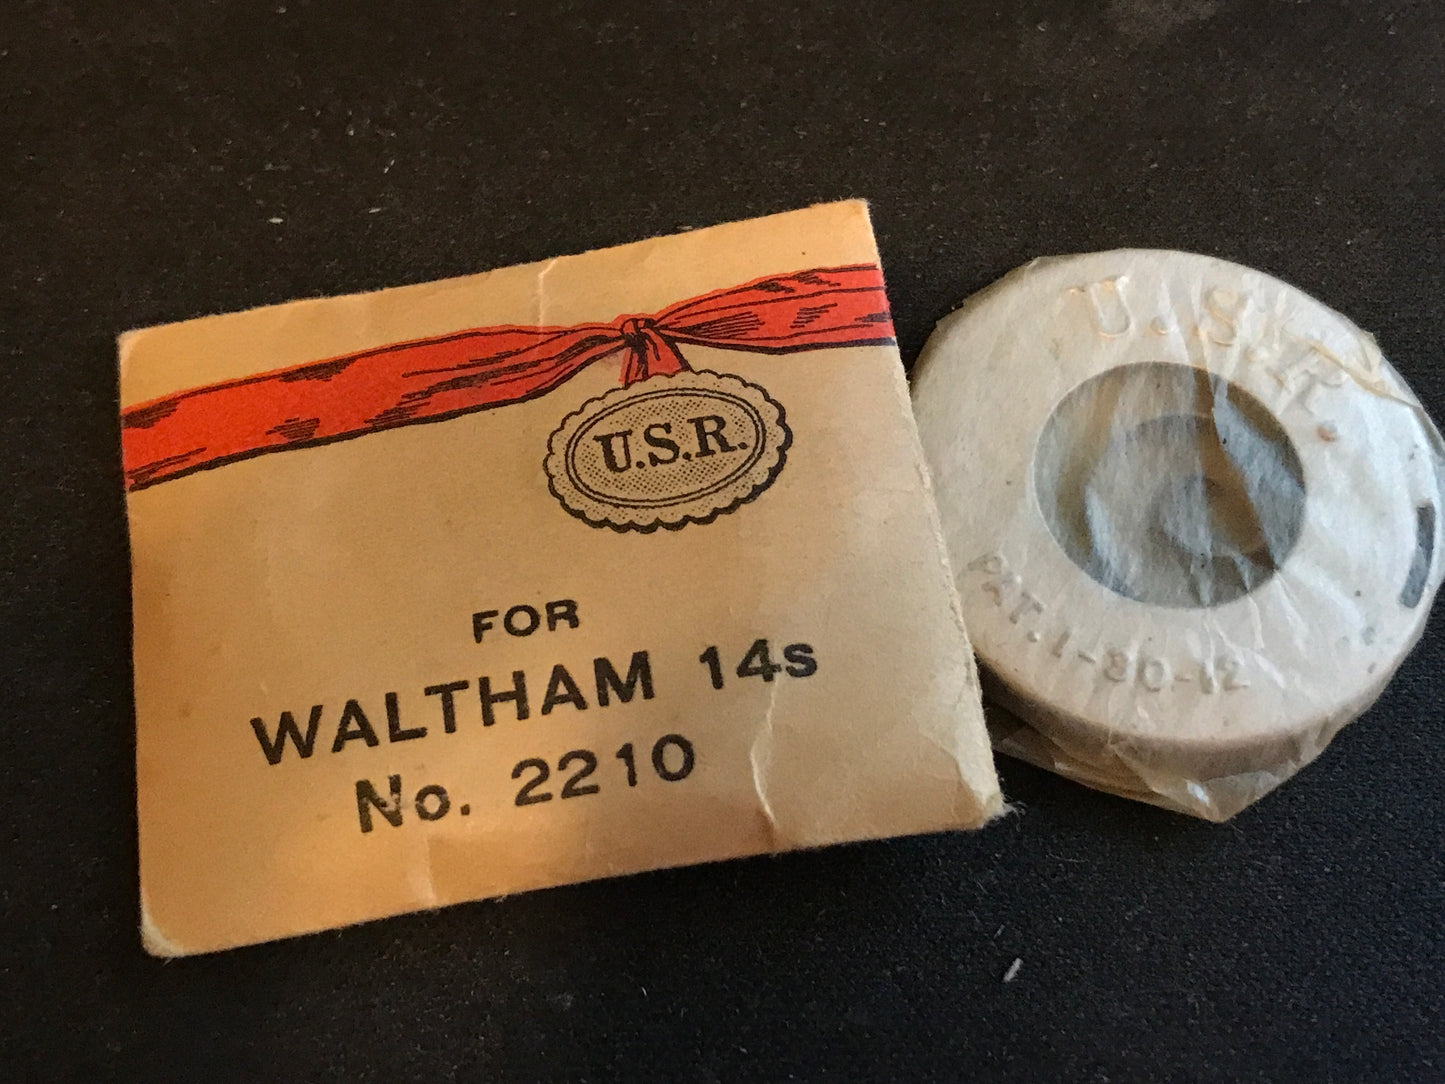 U.S.R.
FOR
WALTHAM 14s
No. 2210
U.S.R.
PAT. 1-30-12